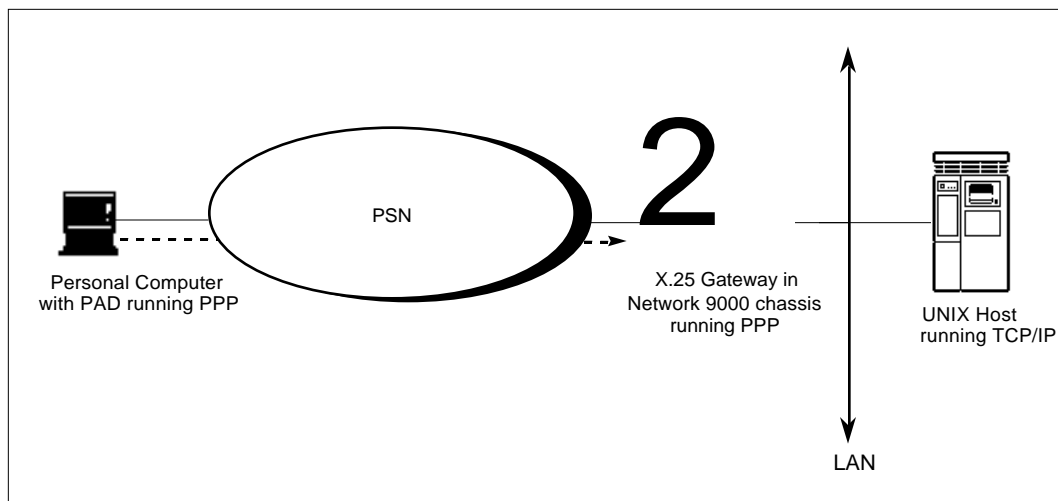 2
PSN
Personal Computer
with PAD running PPP
X.25 Gateway in
Network 9000 chassis
running PPP
UNIX Host
running TCP/IP
LAN